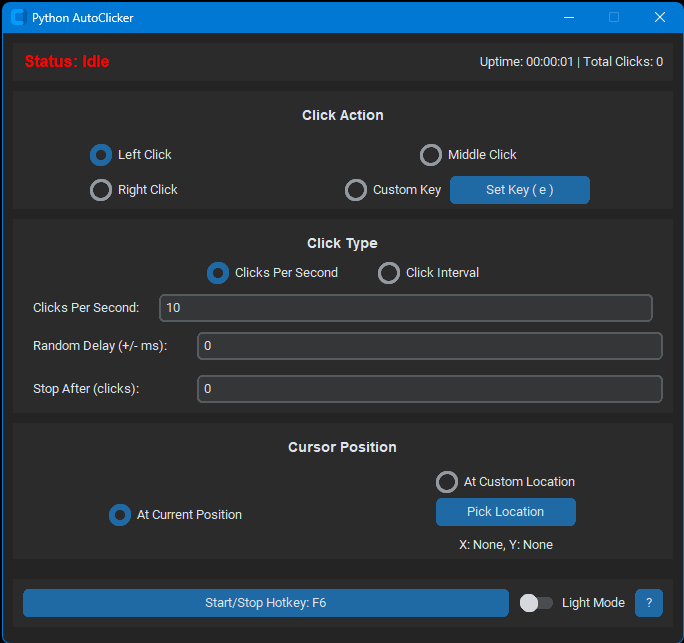 Python AutoClicker
Status: Idle
Uptime: 00:00:01 | Total Clicks: 0
Click Action
Left Click
Middle Click
Right Click
Custom Key
Set Key ( e )
Click Type
Clicks Per Second
Click Interval
Clicks Per Second:
10
Random Delay (+/- ms):
0
Stop After (clicks):
0
Cursor Position
At Custom Location
At Current Position
Pick Location
X: None, Y: None
Start/Stop Hotkey: F6
Light Mode
?